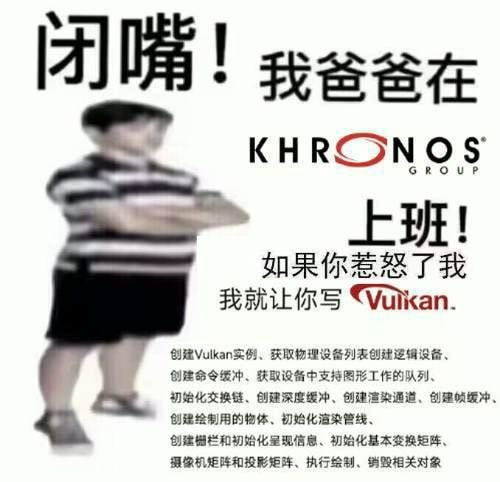 闭嘴！
我爸爸在
KHRONOS®
GROUP
上班！
如果你惹怒了我
我就让你写 Vulkan™
创建Vulkan实例、获取物理设备列表创建逻辑设备、
创建命令缓冲、获取设备中支持图形工作的队列、
初始化交换链、创建深度缓冲、创建渲染通道、创建帧缓冲、
创建绘制用的物体、初始化渲染管线、
创建栅栏和初始化呈现信息、初始化基本变换矩阵、
摄像机矩阵和投影矩阵、执行绘制、销毁相关对象